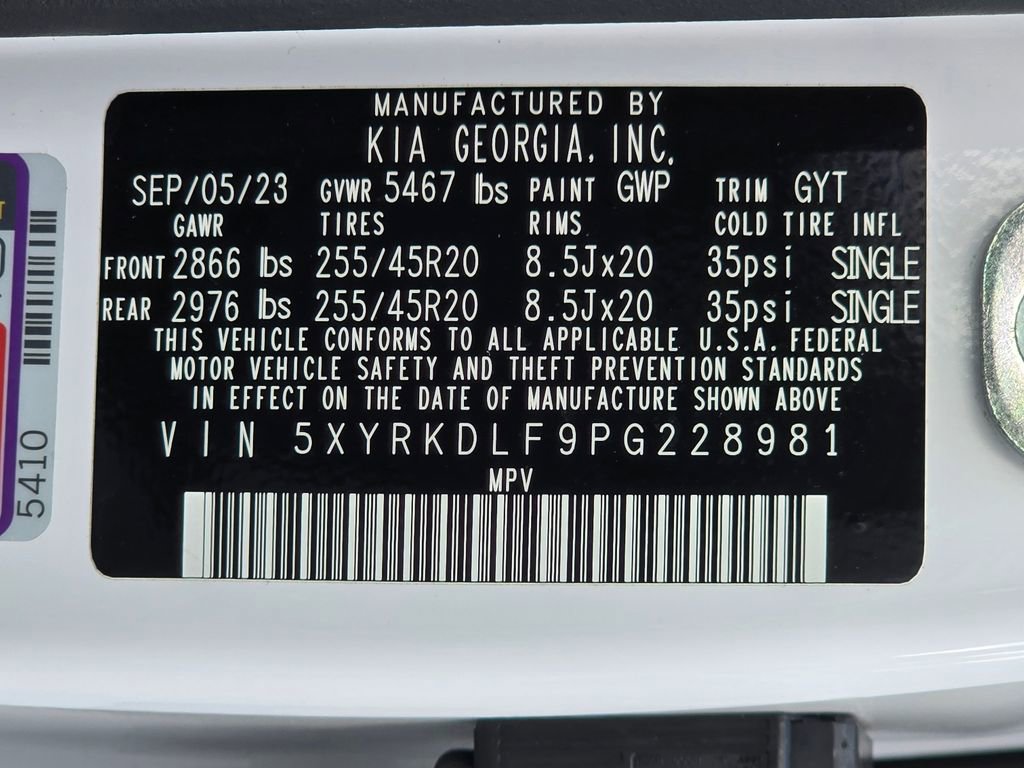 MANUFACTURED BY
KIA GEORGIA, INC.
SEP/05/23 GVWR 5467 lbs PAINT GWP TRIM GYT
GAWR TIRES RIMS COLD TIRE INFL
FRONT 2866 lbs 255/45R20 8.5Jx20 35psi SINGLE
REAR 2976 lbs 255/45R20 8.5Jx20 35psi SINGLE
THIS VEHICLE CONFORMS TO ALL APPLICABLE U.S.A. FEDERAL
MOTOR VEHICLE SAFETY AND THEFT PREVENTION STANDARDS
IN EFFECT ON THE DATE OF MANUFACTURE SHOWN ABOVE
VIN 5XYRKDLF9PG228981
MPV
5410